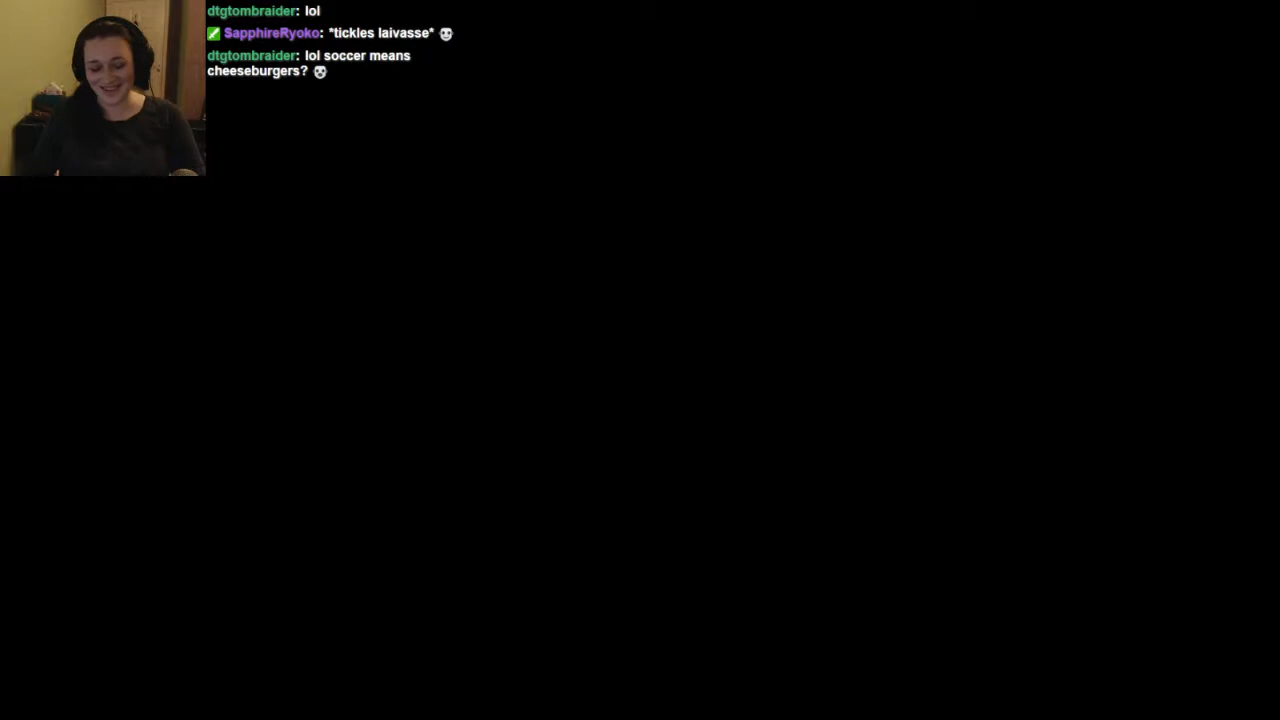 dtgtombraider: lol
SapphireRyoko: *tickles laivasse*
dtgtombraider: lol soccer means
cheeseburgers?